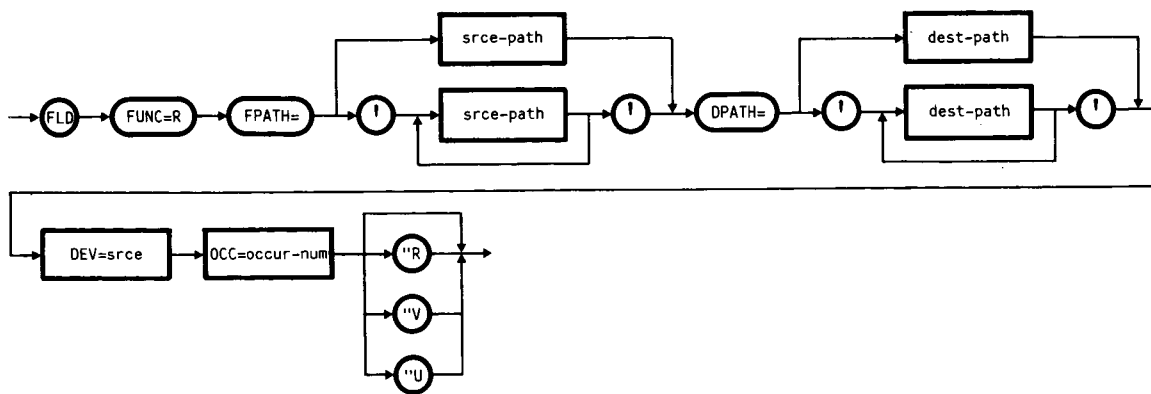 srce-path dest-path
FLD FUNC=R FPATH= ' srce-path ' DPATH= ' dest-path '
DEV=srce OCC=occur-num "R
"V
"U